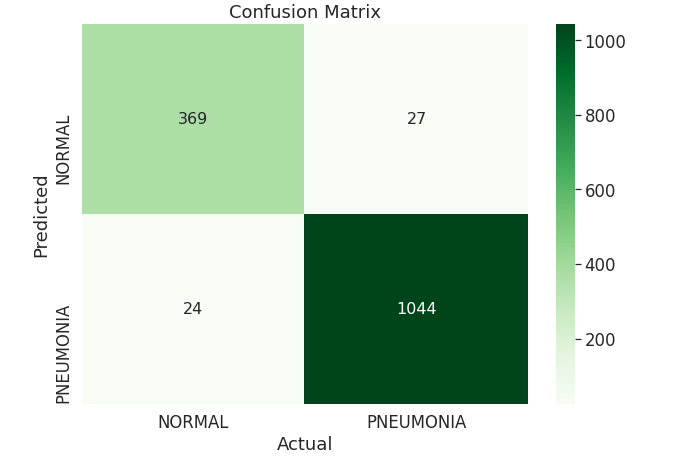 Confusion Matrix
Predicted
NORMAL
369
27
PNEUMONIA
24
1044
NORMAL
PNEUMONIA
Actual
1000
800
600
400
200